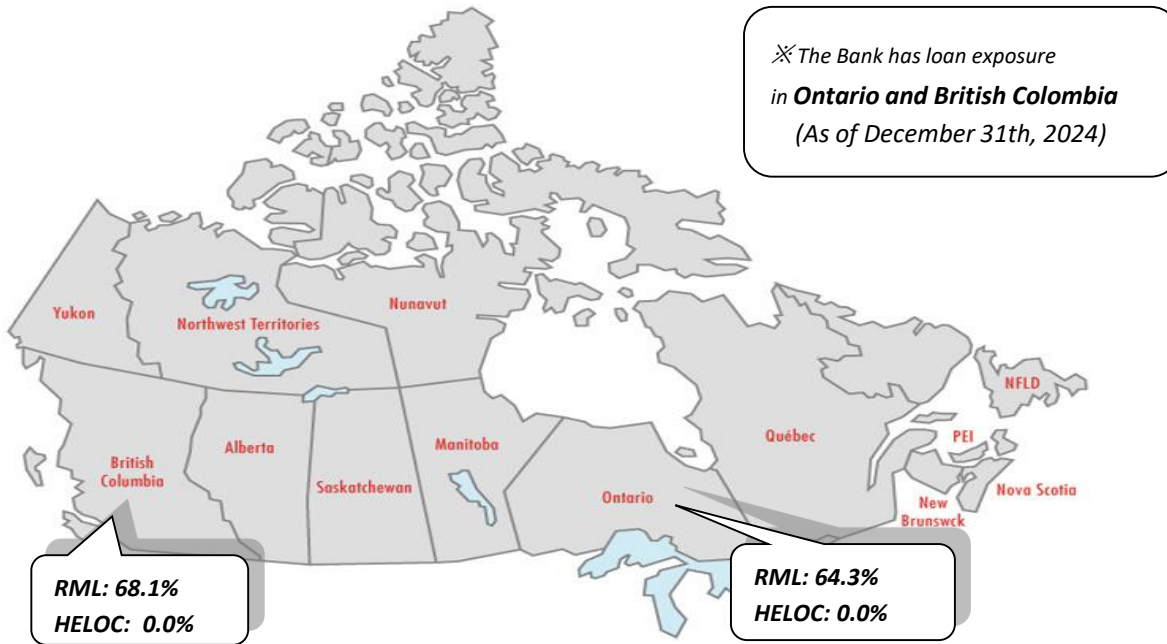 ※ The Bank has loan exposure
in Ontario and British Colombia
(As of December 31th, 2024)
Yukon
Northwest Territories
Nunavut
British
Columbia
Alberta
Saskatchewan
Manitoba
Ontario
Québec
NFLD
PEI
New
Brunswck
Nova Scotia
RML: 68.1%
HELOC: 0.0%
RML: 64.3%
HELOC: 0.0%